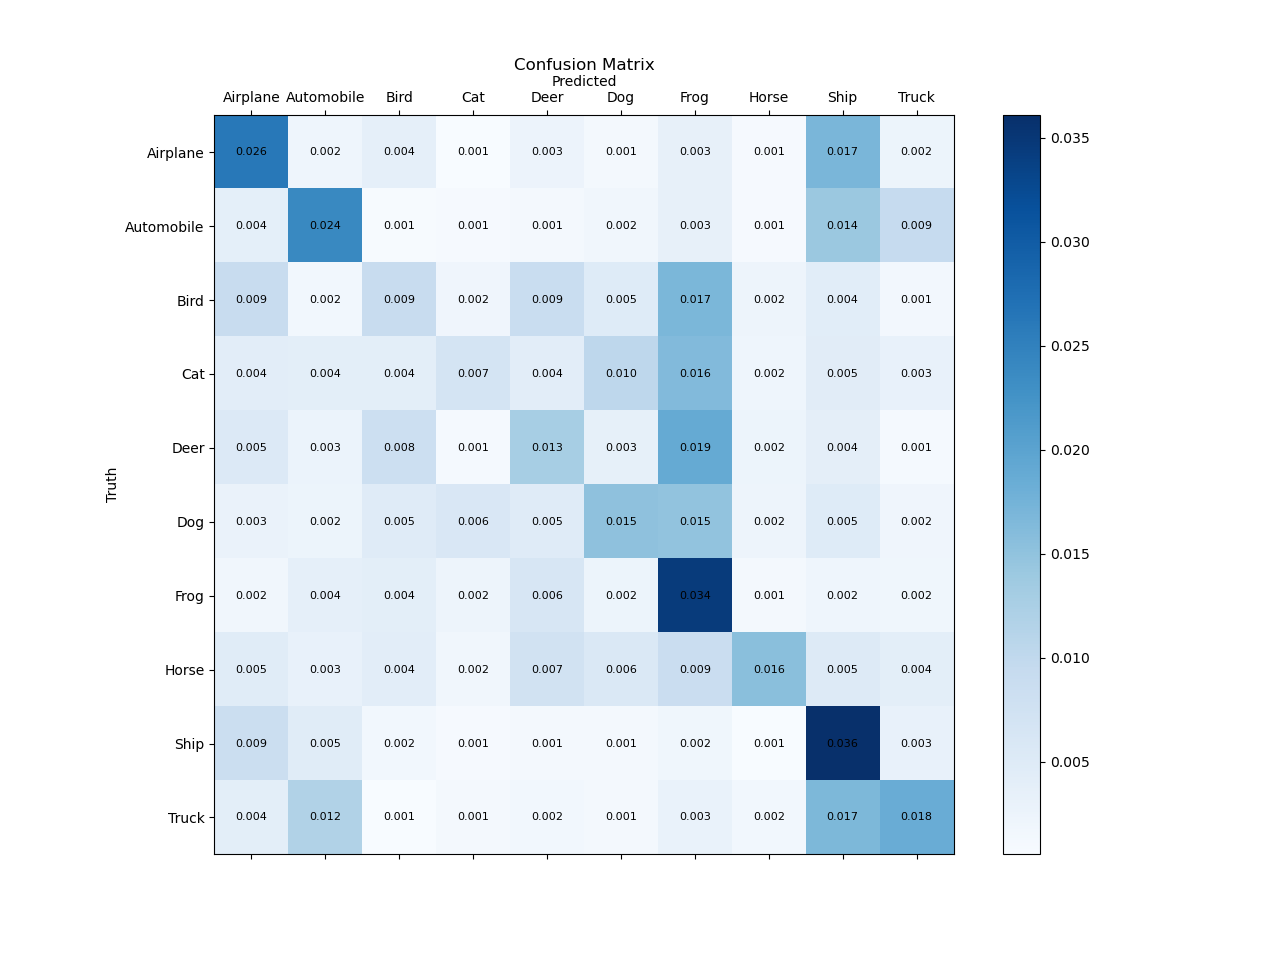 Confusion Matrix
Predicted
Airplane Automobile Bird Cat Deer Dog Frog Horse Ship Truck
Truth
Airplane 0.026 0.002 0.004 0.001 0.003 0.001 0.003 0.001 0.017 0.002
Automobile 0.004 0.024 0.001 0.001 0.001 0.002 0.003 0.001 0.014 0.009
Bird 0.009 0.002 0.009 0.002 0.009 0.005 0.017 0.002 0.004 0.001
Cat 0.004 0.004 0.004 0.007 0.004 0.010 0.016 0.002 0.005 0.003
Deer 0.005 0.003 0.008 0.001 0.013 0.003 0.019 0.002 0.004 0.001
Dog 0.003 0.002 0.005 0.006 0.005 0.015 0.015 0.002 0.005 0.002
Frog 0.002 0.004 0.004 0.002 0.006 0.002 0.034 0.001 0.002 0.002
Horse 0.005 0.003 0.004 0.002 0.007 0.006 0.009 0.016 0.005 0.004
Ship 0.009 0.005 0.002 0.001 0.001 0.001 0.002 0.001 0.036 0.003
Truck 0.004 0.012 0.001 0.001 0.002 0.001 0.003 0.002 0.017 0.018
0.035
0.030
0.025
0.020
0.015
0.010
0.005